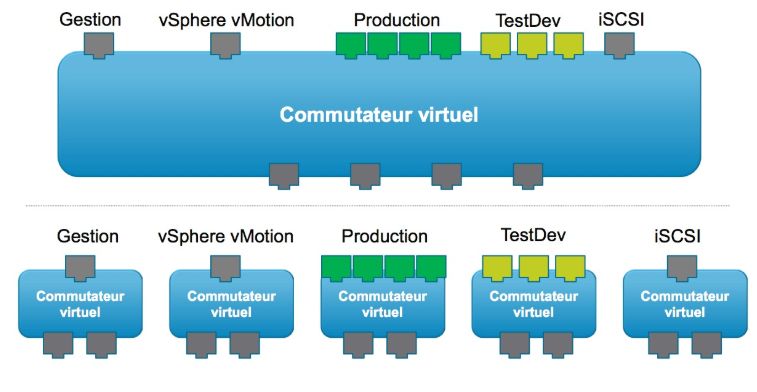 Gestion vSphere vMotion Production TestDev iSCSI
Commutateur virtuel
Gestion vSphere vMotion Production TestDev iSCSI
Commutateur Commutateur Commutateur Commutateur Commutateur
virtuel virtuel virtuel virtuel virtuel